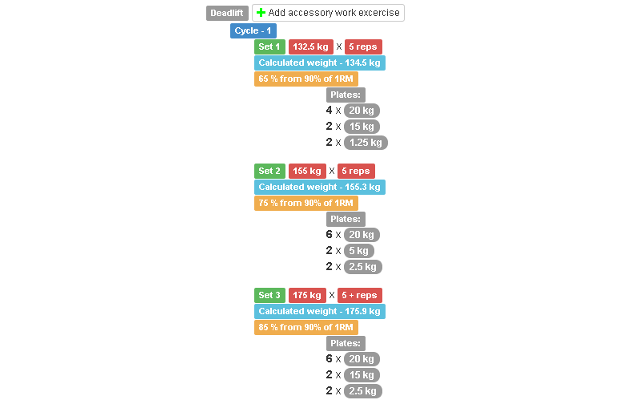 Deadlift + Add accessory work excercise
Cycle - 1
Set 1 132.5 kg X 5 reps
Calculated weight - 134.5 kg
65 % from 90% of 1RM
Plates:
4 X 20 kg
2 X 15 kg
2 X 1.25 kg
Set 2 155 kg X 5 reps
Calculated weight - 155.3 kg
75 % from 90% of 1RM
Plates:
6 X 20 kg
2 X 5 kg
2 X 2.5 kg
Set 3 175 kg X 5 + reps
Calculated weight - 175.9 kg
85 % from 90% of 1RM
Plates:
6 X 20 kg
2 X 15 kg
2 X 2.5 kg